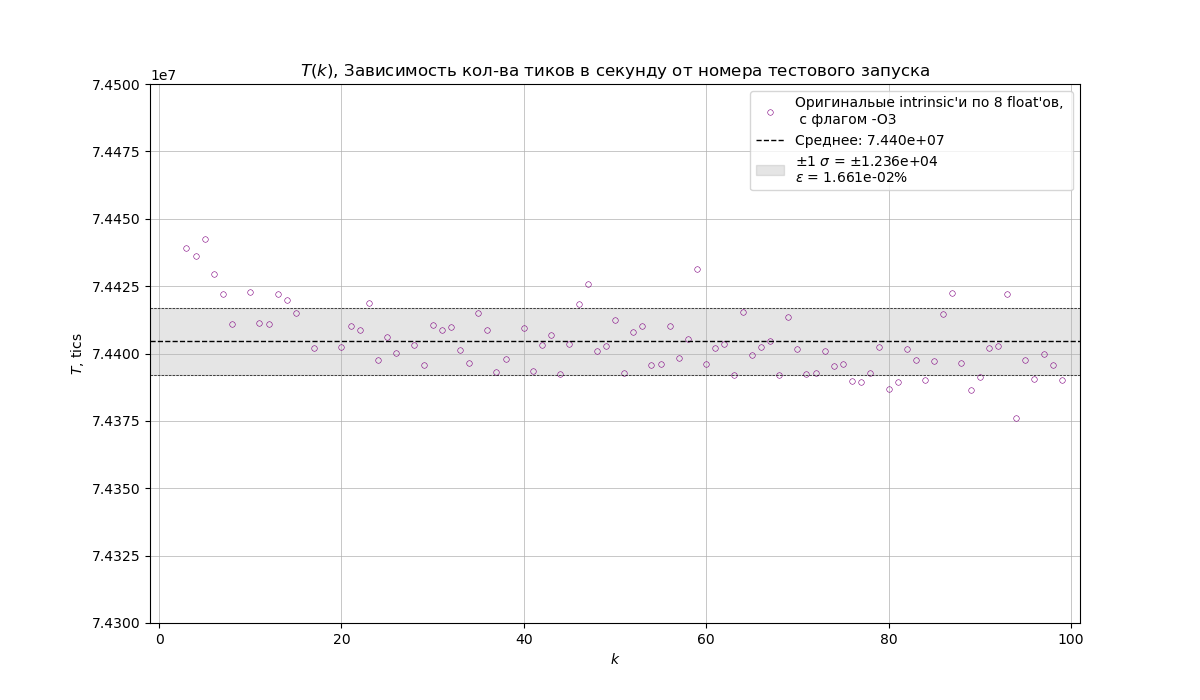 T(k), Зависимость кол-ва тиков в секунду от номера тестового запуска
1e7
7.4500
7.4475
7.4450
7.4425
7.4400
7.4375
7.4350
7.4325
7.4300
T, tics
Оригинальые intrinsic'и по 8 float'ов,
с флагом -O3
Среднее: 7.440e+07
±1 σ = ±1.236e+04
ε = 1.661e-02%
0 20 40 60 80 100
k